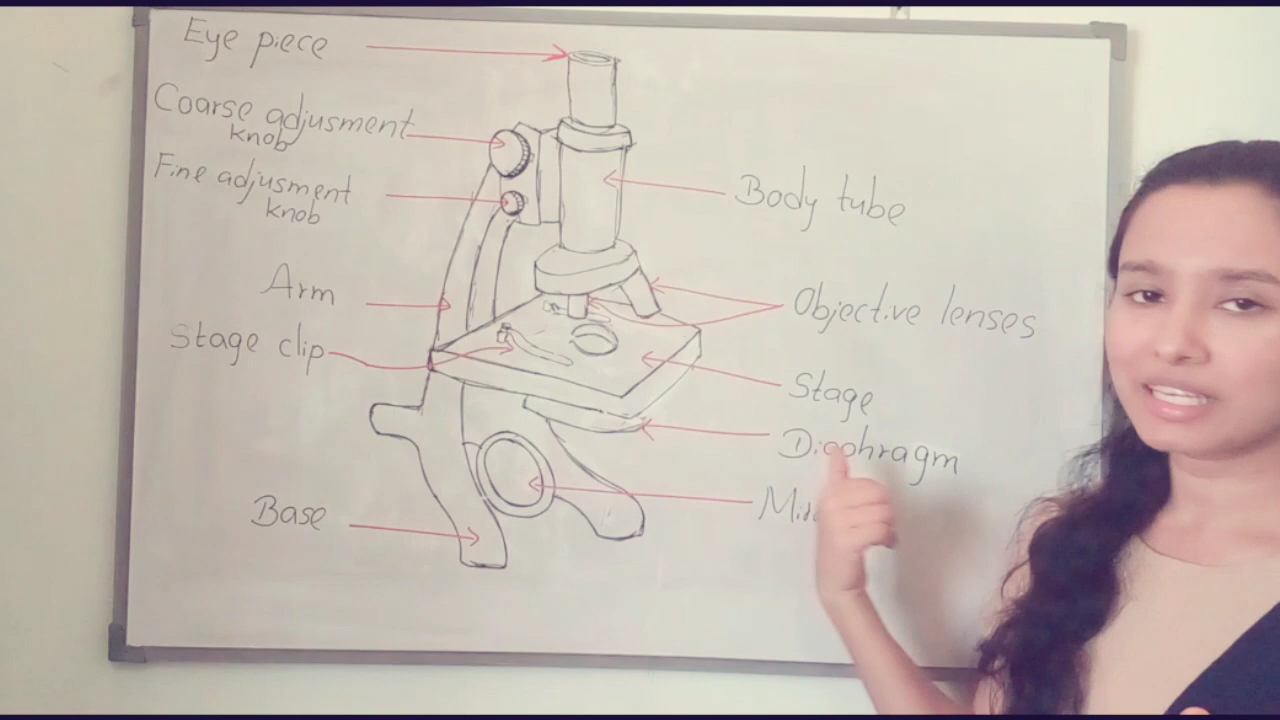 Eye piece
Coarse adjusment
knob
Fine adjusment
knob
Arm
Stage clip
Base
Body tube
Objective lenses
Stage
Diaphragm